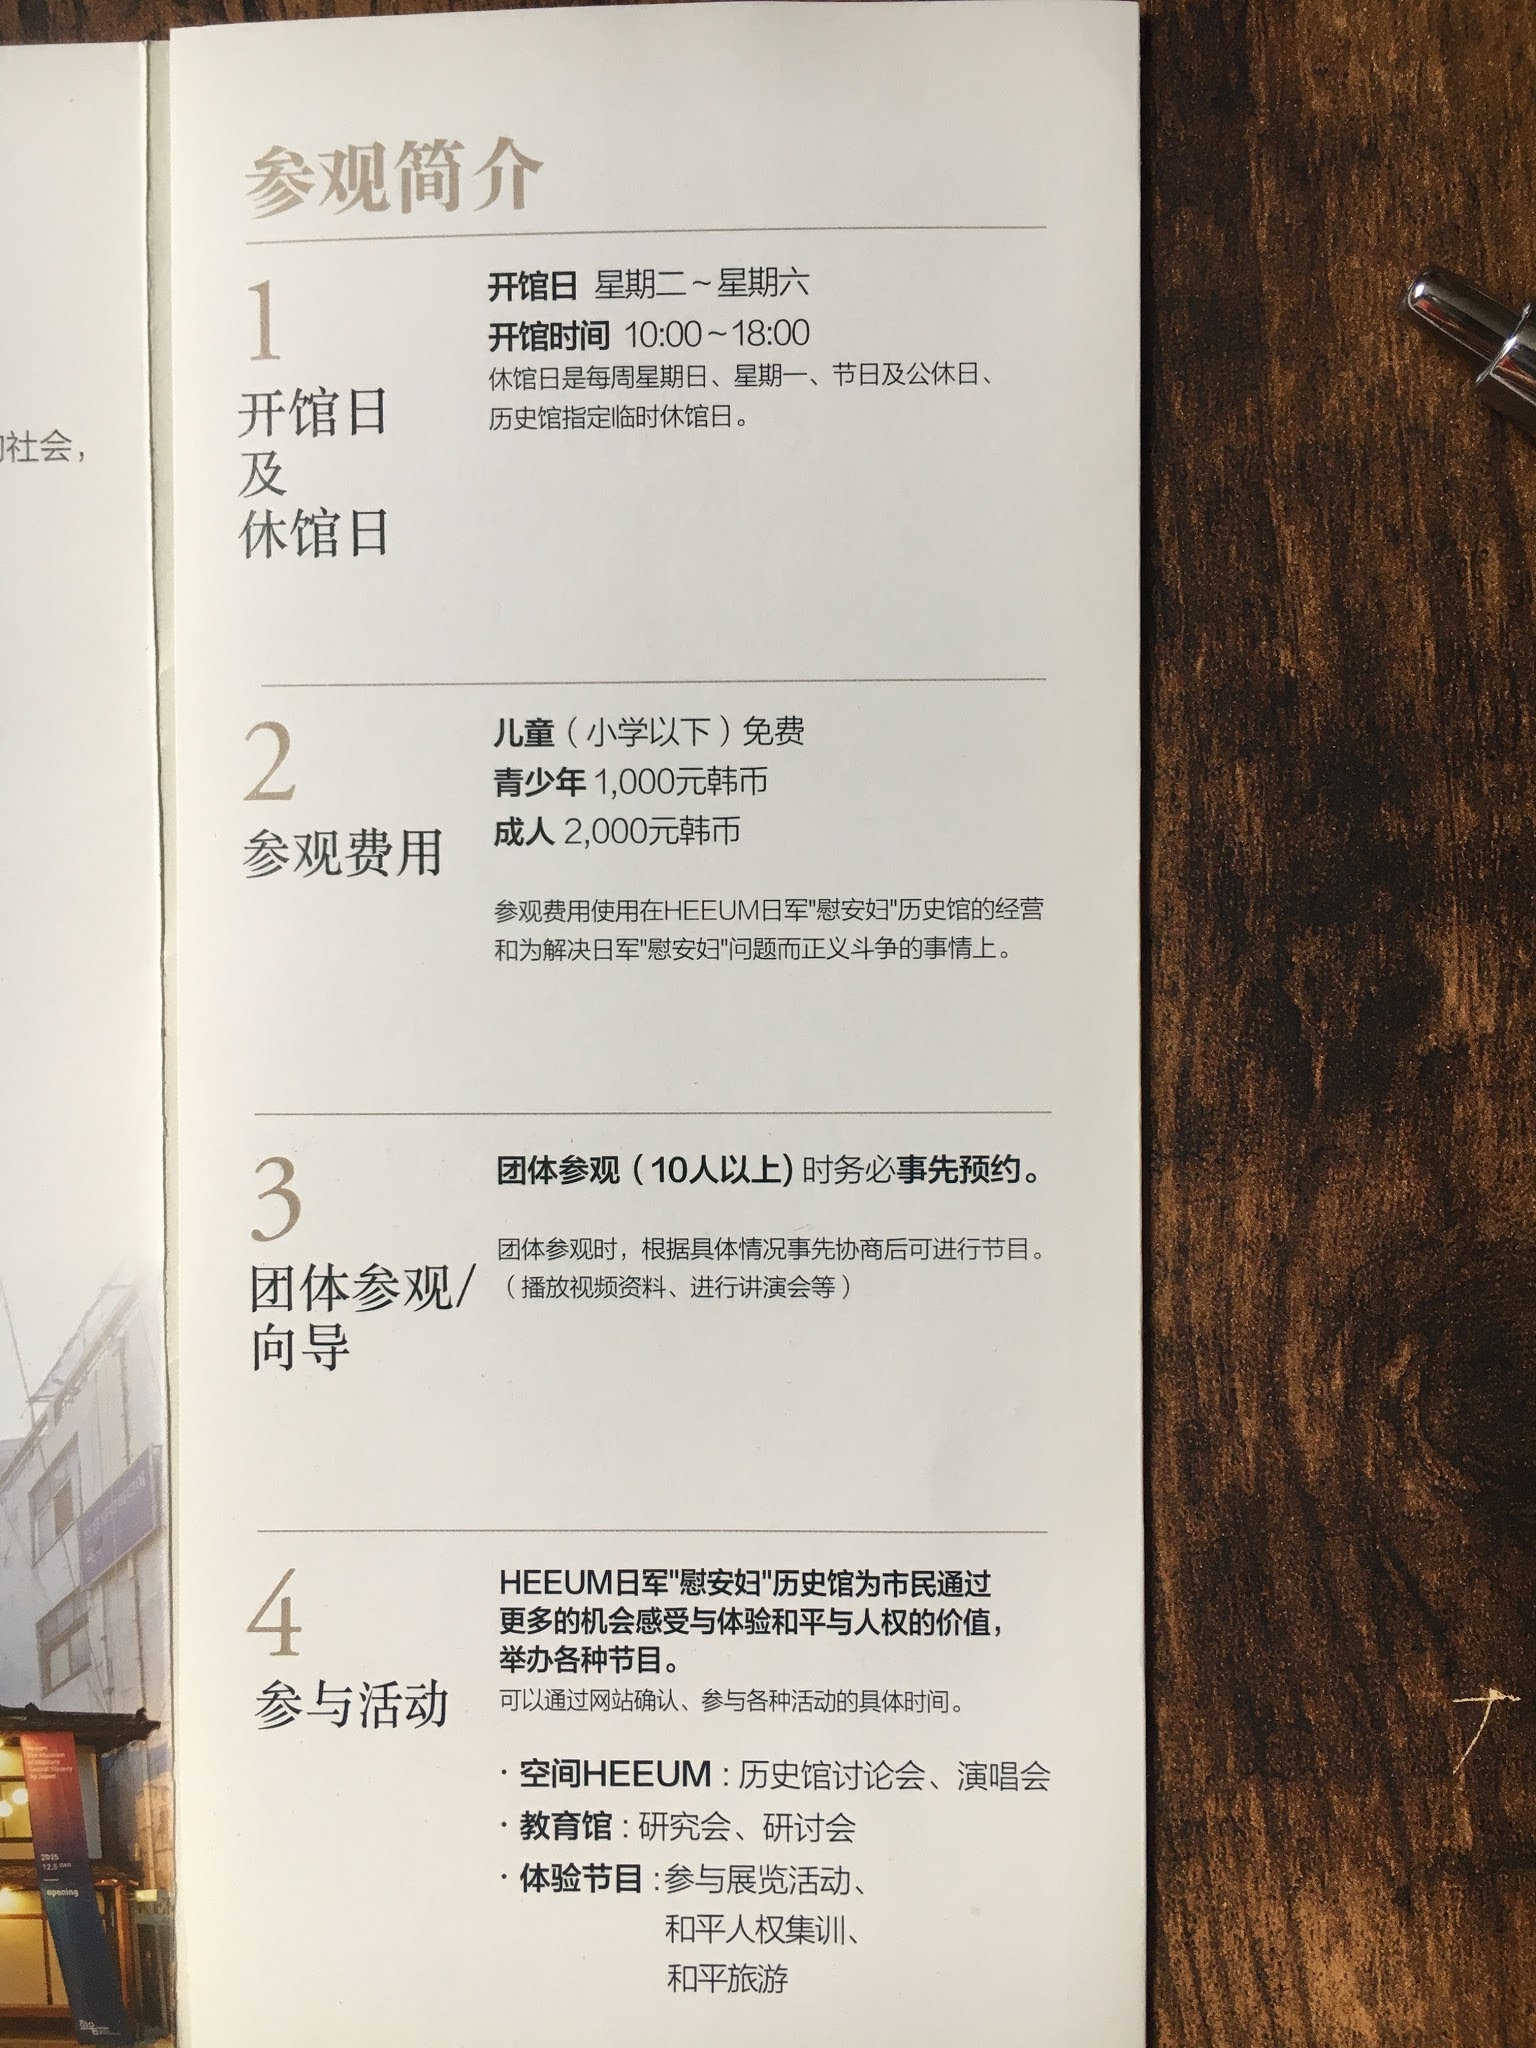 的社会，
参观简介
1
开馆日
及
休馆日
开馆日 星期二~星期六
开馆时间 10:00~18:00
休馆日是每周星期日、星期一、节日及公休日、
历史馆指定临时休馆日。
2
参观费用
儿童（小学以下）免费
青少年 1,000元韩币
成人 2,000元韩币
参观费用使用在HEEUM日军"慰安妇"历史馆的经营
和为解决日军"慰安妇"问题而正义斗争的事情上。
3
团体参观/
向导
团体参观（10人以上）时务必事先预约。
团体参观时，根据具体情况事先协商后可进行节目。
（播放视频资料、进行讲演会等）
4
参与活动
HEEUM日军"慰安妇"历史馆为市民通过
更多的机会感受与体验和平与人权的价值，
举办各种节目。
可以通过网站确认、参与各种活动的具体时间。
· 空间HEEUM : 历史馆讨论会、演唱会
· 教育馆 : 研究会、研讨会
· 体验节目 : 参与展览活动、
和平人权集训、
和平旅游
Heeum
the Museum
of Military
Sexual Slavery
by Japan
2015
12.5
opening
희움